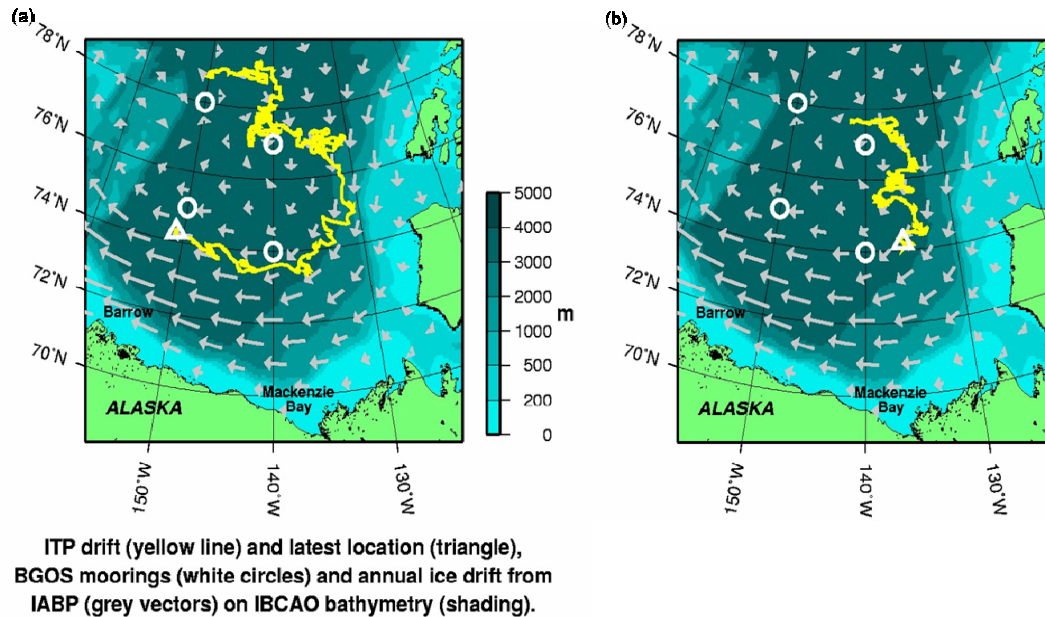 (a)
78°N
76°N
74°N
72°N
70°N
Barrow
ALASKA
Mackenzie
Bay
150°W
140°W
130°W
5000
4000
3000
2000
1000
500
200
0
m
(b)
78°N
76°N
74°N
72°N
70°N
Barrow
ALASKA
Mackenzie
Bay
150°W
140°W
130°W
ITP drift (yellow line) and latest location (triangle),
BGOS moorings (white circles) and annual ice drift from
IABP (grey vectors) on IBCAO bathymetry (shading).